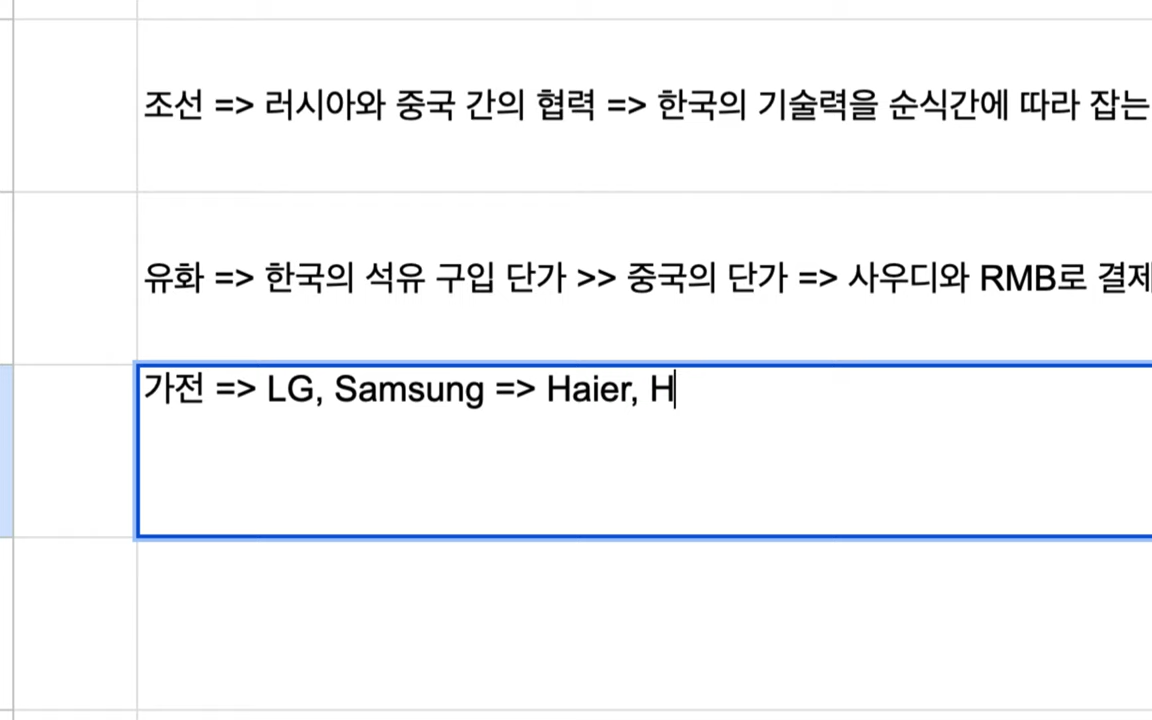 조선 => 러시아와 중국 간의 협력 => 한국의 기술력을 순식간에 따라 잡는
유화 => 한국의 석유 구입 단가 >> 중국의 단가 => 사우디와 RMB로 결제
가전 => LG, Samsung => Haier, H